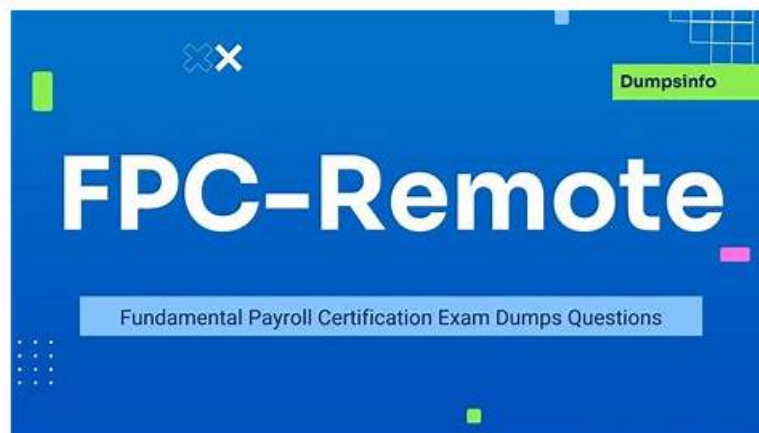 Dumpsinfo
FPC-Remote
Fundamental Payroll Certification Exam Dumps Questions